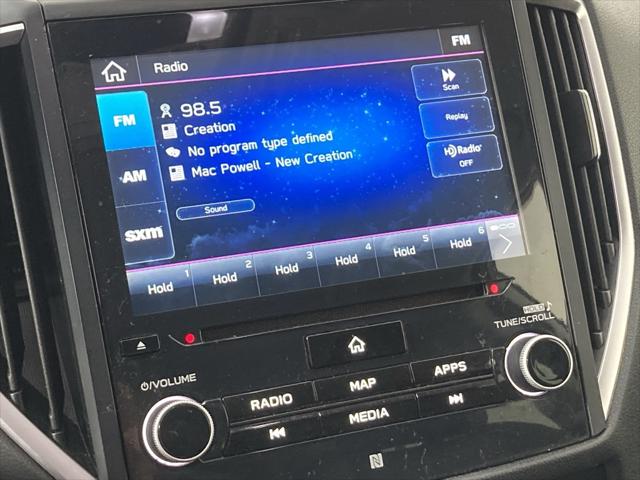 FM
Radio
Scan
FM
98.5
Creation
Replay
No program type defined
AM
Mac Powell - New Creation
HD Radio
OFF
sxm
Sound
1 2 3 4 5 6
Hold Hold Hold Hold Hold Hold
HOLD
TUNE/SCROLL
VOLUME
RADIO MAP APPS
MEDIA
N